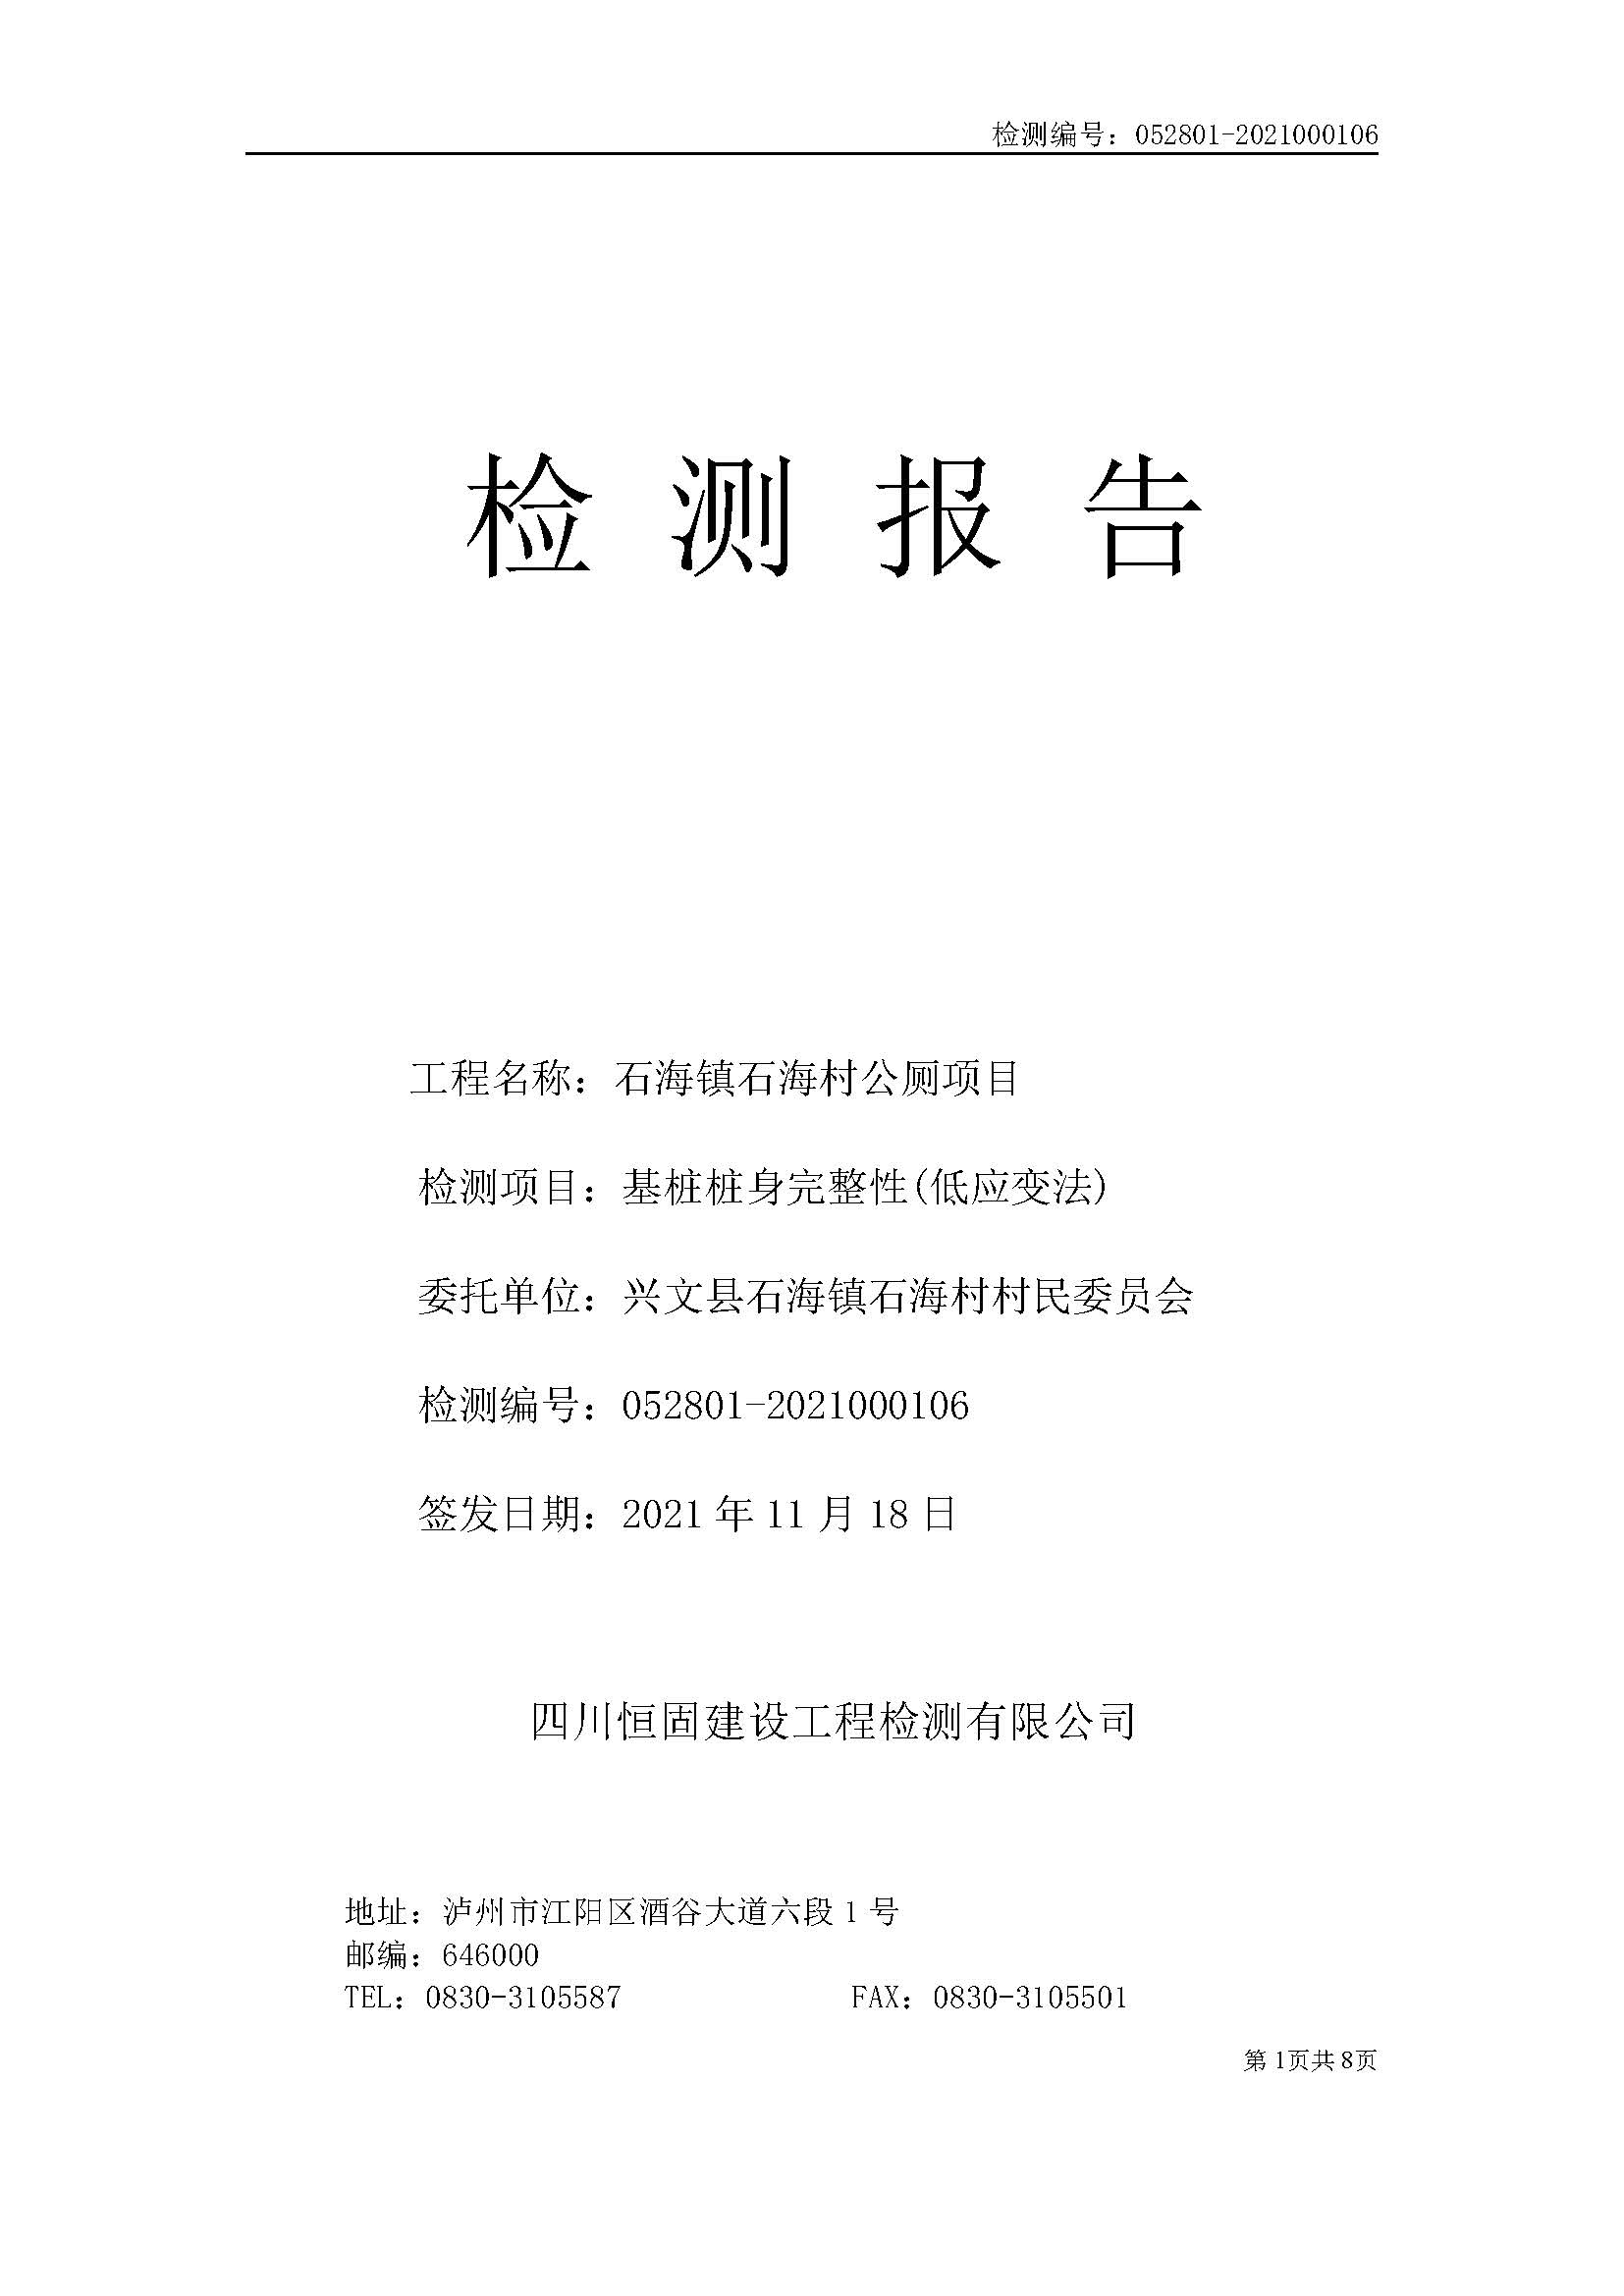 检测编号：052801-2021000106
检 测 报 告
工程名称：石海镇石海村公厕项目
检测项目：基桩桩身完整性(低应变法)
委托单位：兴文县石海镇石海村村民委员会
检测编号：052801-2021000106
签发日期：2021 年 11 月 18 日
四川恒固建设工程检测有限公司
地址：泸州市江阳区酒谷大道六段 1 号
邮编：646000
TEL：0830-3105587 FAX：0830-3105501
第 1页共 8页